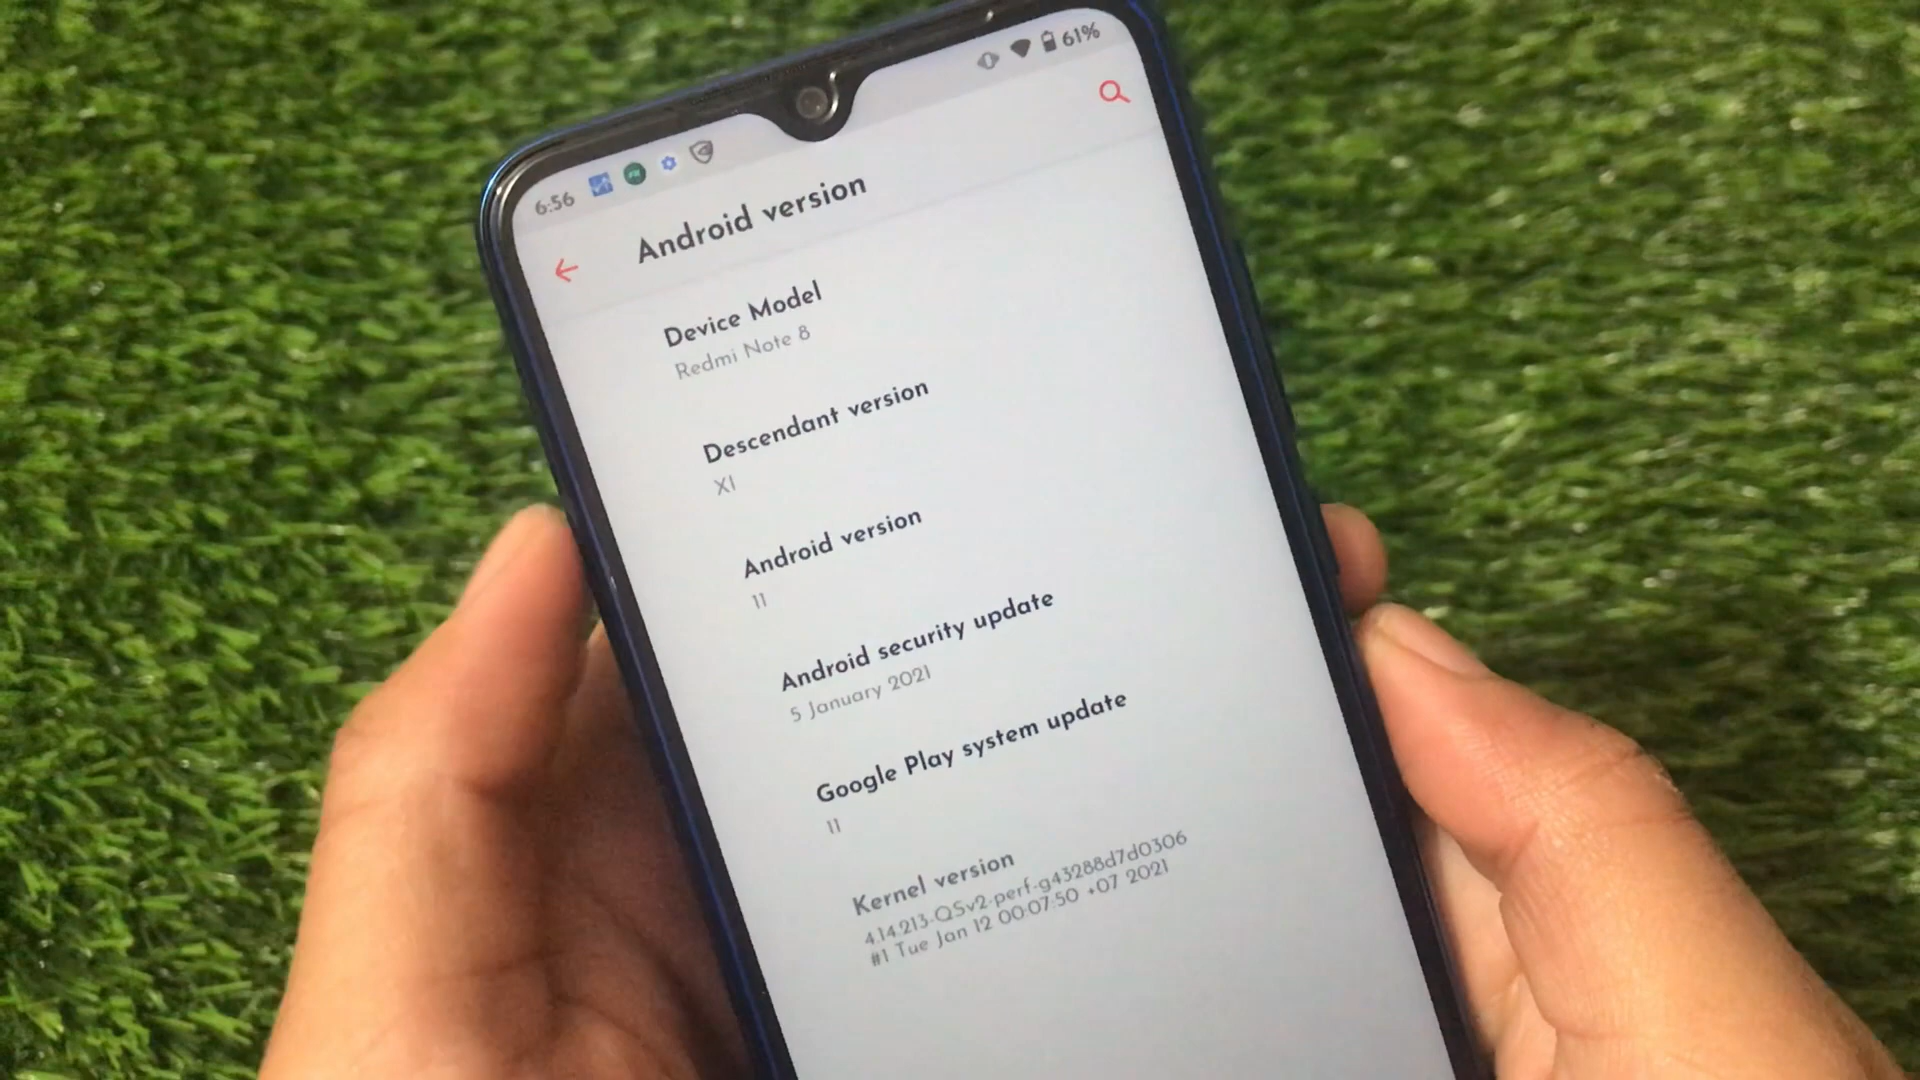 6:56
61%
Android version
Device Model
Redmi Note 8
Descendant version
XI
Android version
11
Android security update
5 January 2021
Google Play system update
11
Kernel version
4.14.213-QSv2-perf-g43288d7d0306
#1 Tue Jan 12 00:07:50 +07 2021